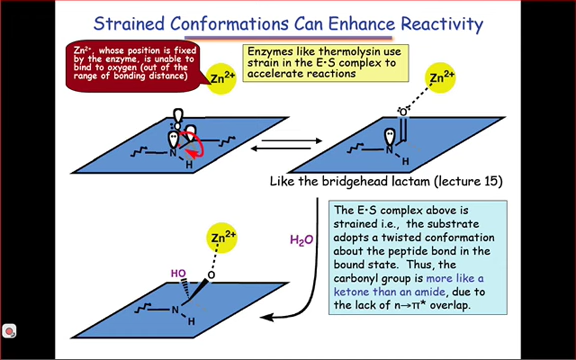 Strained Conformations Can Enhance Reactivity
Zn²⁺, whose position is fixed
by the enzyme, is unable to
bind to oxygen (out of the
range of bonding distance)
Zn²⁺
Enzymes like thermolysin use
strain in the E•S complex to
accelerate reactions
Zn²⁺
O
N
H
O
N
H
Like the bridgehead lactam (lecture 15)
H₂O
The E•S complex above is
strained i.e., the substrate
adopts a twisted conformation
about the peptide bond in the
bound state. Thus, the
carbonyl group is more like a
ketone than an amide, due to
the lack of n→π* overlap.
Zn²⁺
HO
O
N
H